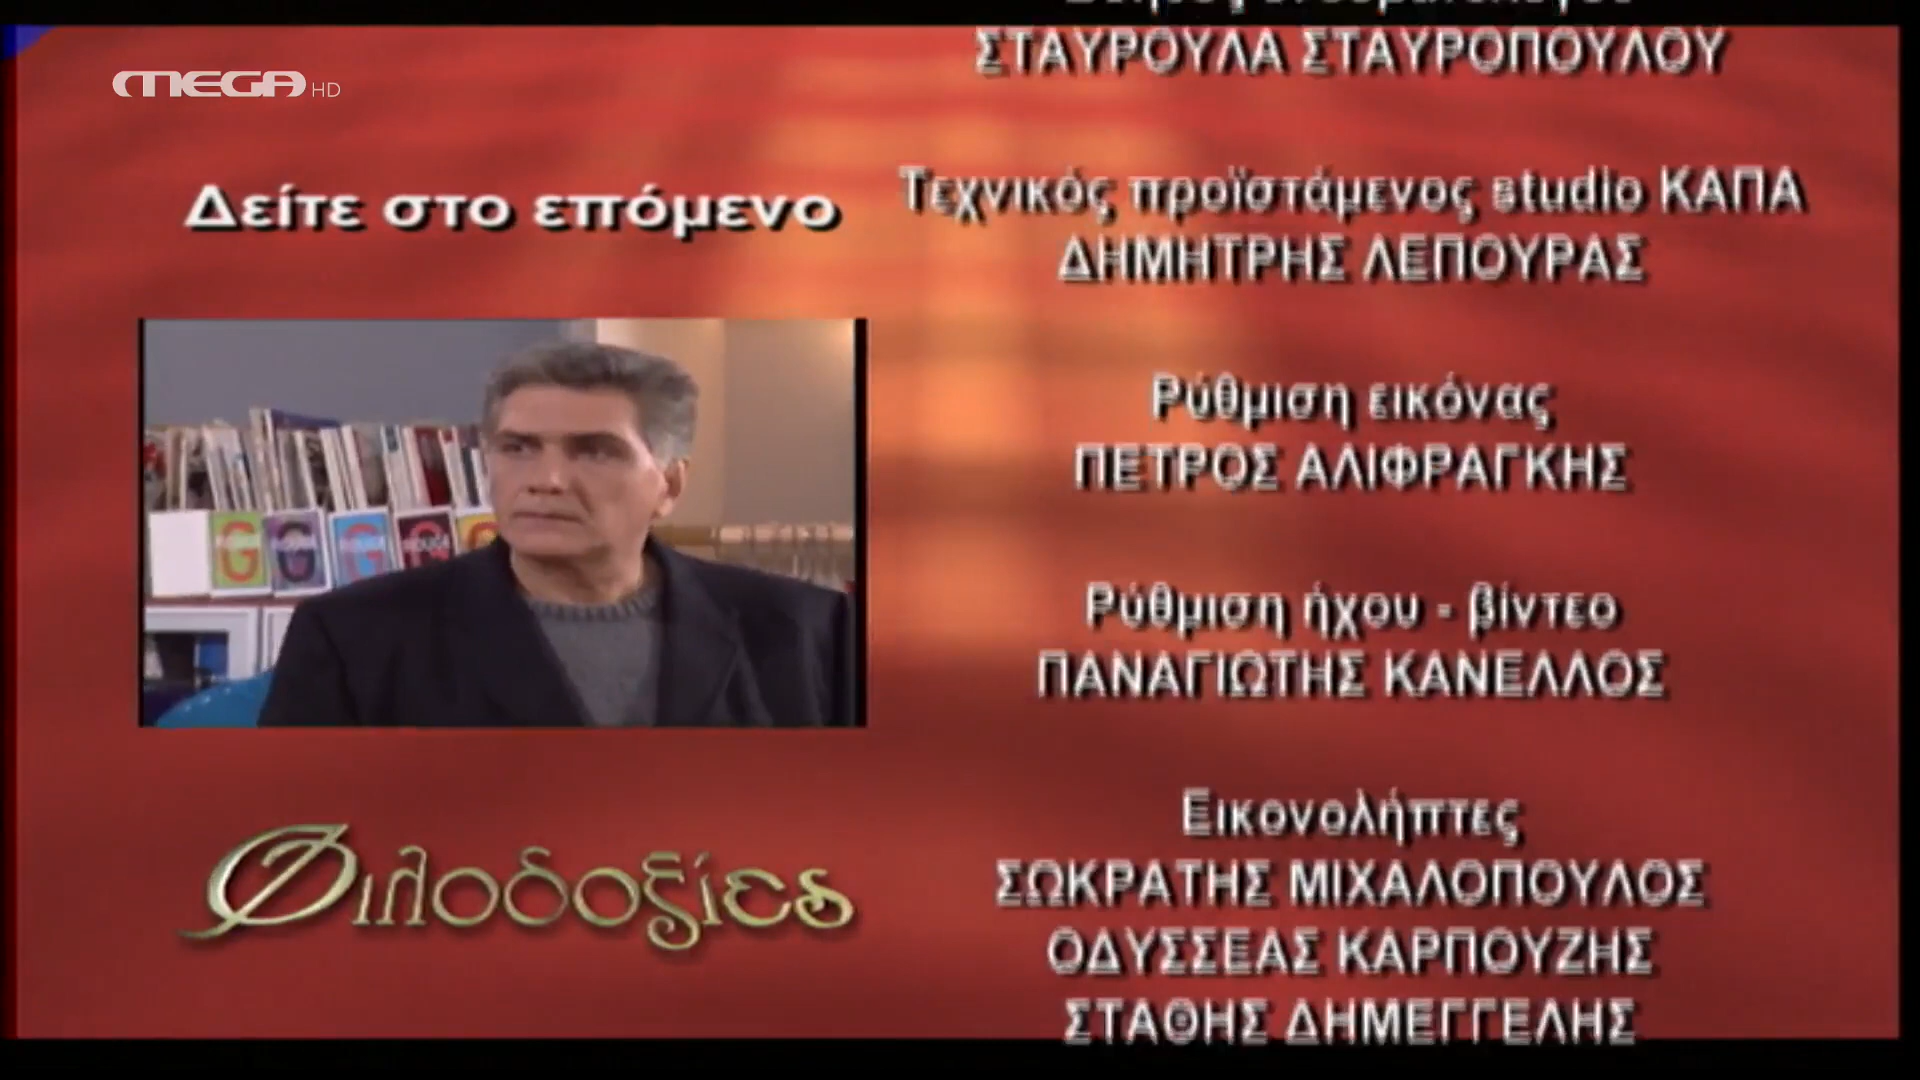 MEGA HD
ΣΤΑΥΡΟΥΛΑ ΣΤΑΥΡΟΠΟΥΛΟΥ
Δείτε στο επόμενο
Τεχνικός προϊστάμενος studio ΚΑΠΑ
ΔΗΜΗΤΡΗΣ ΛΕΠΟΥΡΑΣ
Ρύθμιση εικόνας
ΠΕΤΡΟΣ ΑΛΙΦΡΑΓΚΗΣ
Ρύθμιση ήχου - βίντεο
ΠΑΝΑΓΙΩΤΗΣ ΚΑΝΕΛΛΟΣ
Εικονολήπτες
ΣΩΚΡΑΤΗΣ ΜΙΧΑΛΟΠΟΥΛΟΣ
ΟΔΥΣΣΕΑΣ ΚΑΡΠΟΥΖΗΣ
ΣΤΑΘΗΣ ΔΗΜΕΓΓΕΛΗΣ
Φιλοδοξίες